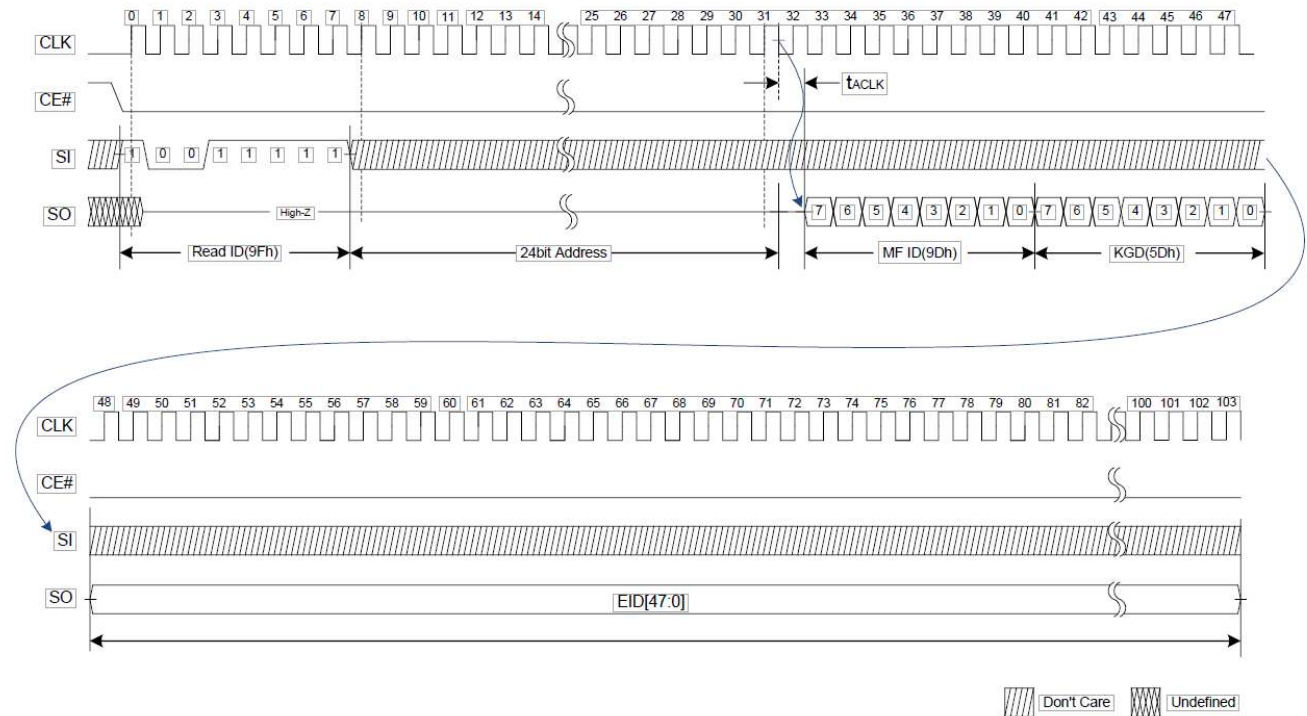 0 1 2 3 4 5 6 7 8 9 10 11 12 13 14 25 26 27 28 29 30 31 32 33 34 35 36 37 38 39 40 41 42 43 44 45 46 47
CLK
tACLK
CE#
SI 1 0 0 1 1 1 1 1
SO High-Z 7 6 5 4 3 2 1 0 7 6 5 4 3 2 1 0
Read ID(9Fh) 24bit Address MF ID(9Dh) KGD(5Dh)
48 49 50 51 52 53 54 55 56 57 58 59 60 61 62 63 64 65 66 67 68 69 70 71 72 73 74 75 76 77 78 79 80 81 82 100 101 102 103
CLK
CE#
SI
SO EID[47:0]
Don't Care Undefined